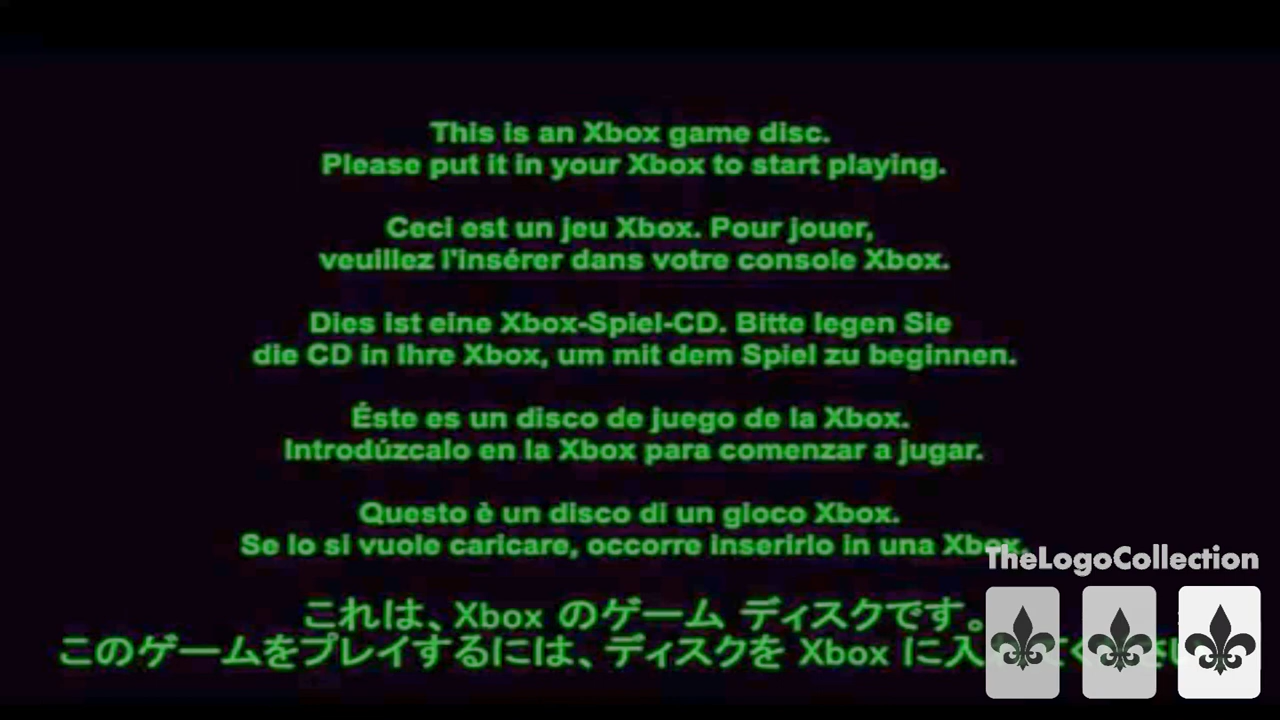 This is an Xbox game disc.
Please put it in your Xbox to start playing.
Ceci est un jeu Xbox. Pour jouer,
veuillez l'insérer dans votre console Xbox.
Dies ist eine Xbox-Spiel-CD. Bitte legen Sie
die CD in Ihre Xbox, um mit dem Spiel zu beginnen.
Éste es un disco de juego de la Xbox.
Introdúzcalo en la Xbox para comenzar a jugar.
Questo è un disco di un gioco Xbox.
Se lo si vuole caricare, occorre inserirlo in una Xbox.
TheLogoCollection
これは、Xbox のゲーム ディスクです。
このゲームをプレイするには、ディスクを Xbox に入